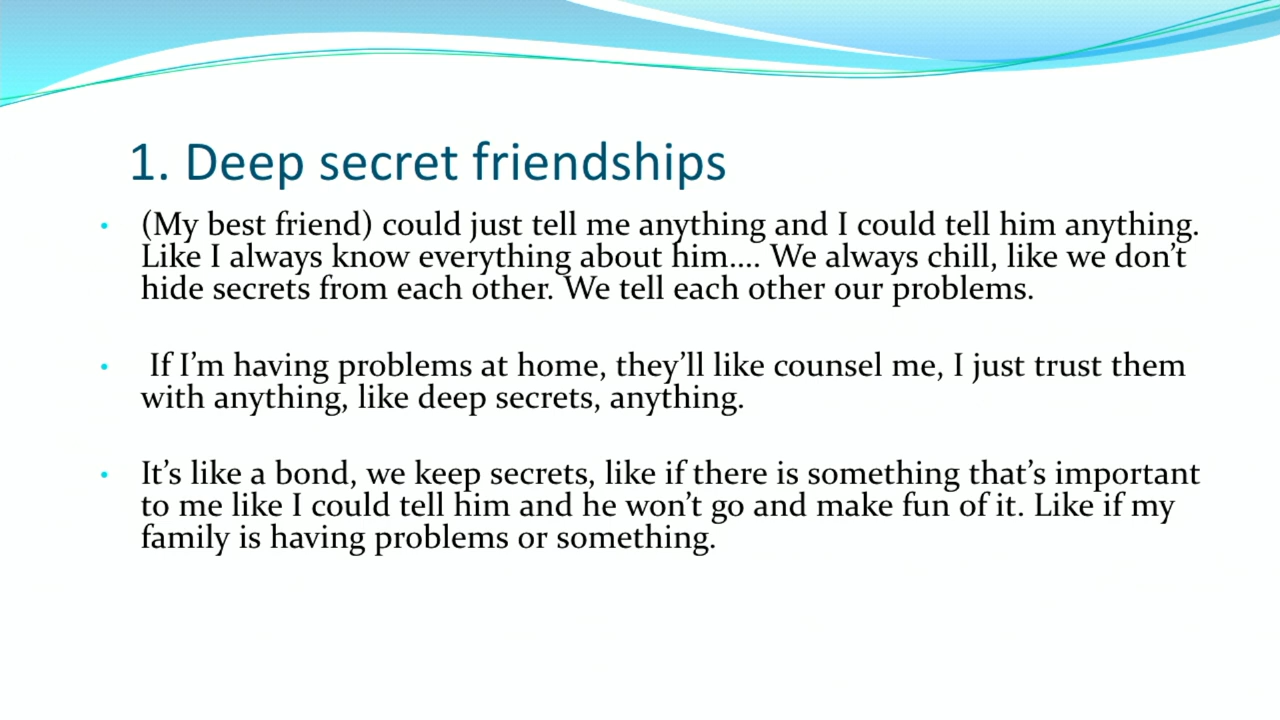 1. Deep secret friendships
• (My best friend) could just tell me anything and I could tell him anything.
Like I always know everything about him…. We always chill, like we don’t
hide secrets from each other. We tell each other our problems.
• If I’m having problems at home, they’ll like counsel me, I just trust them
with anything, like deep secrets, anything.
• It’s like a bond, we keep secrets, like if there is something that’s important
to me like I could tell him and he won’t go and make fun of it. Like if my
family is having problems or something.